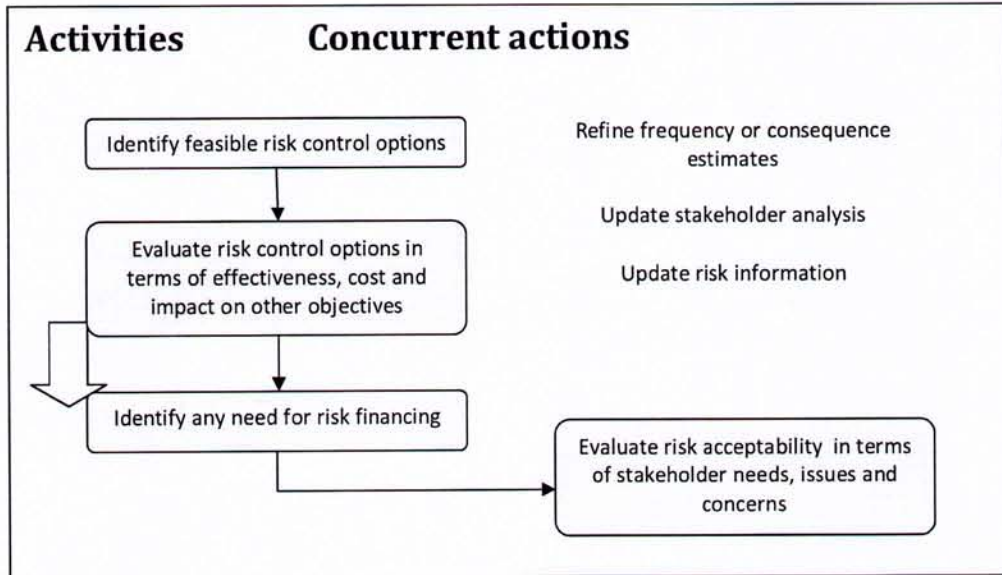 Activities
Concurrent actions
Identify feasible risk control options
Refine frequency or consequence
estimates
Evaluate risk control options in
terms of effectiveness, cost and
impact on other objectives
Update stakeholder analysis
Update risk information
Identify any need for risk financing
Evaluate risk acceptability in terms
of stakeholder needs, issues and
concerns